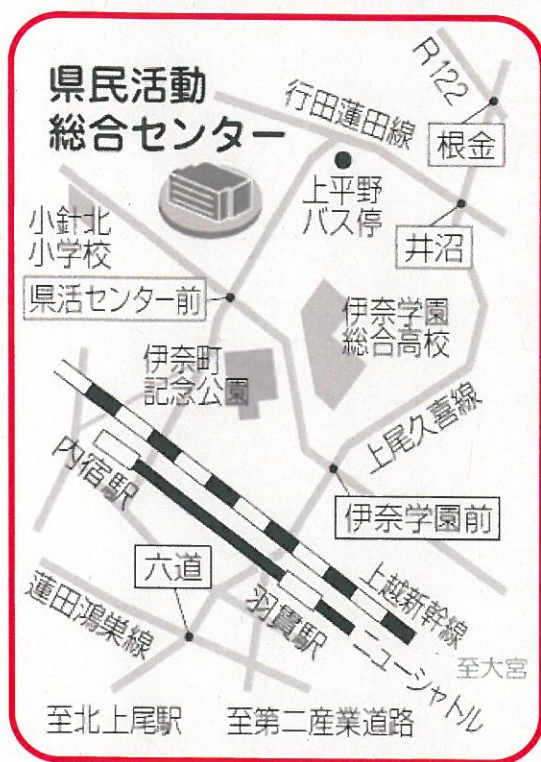 県民活動
総合センター
R122
行田蓮田線
根金
上平野
バス停
井沼
小針北
小学校
県活センター前
伊奈学園
総合高校
伊奈町
記念公園
上尾久喜線
内宿駅
伊奈学園前
六道
上越新幹線
羽貫駅
蓮田鴻巣線
ニューシャトル
至大宮
至北上尾駅
至第二産業道路